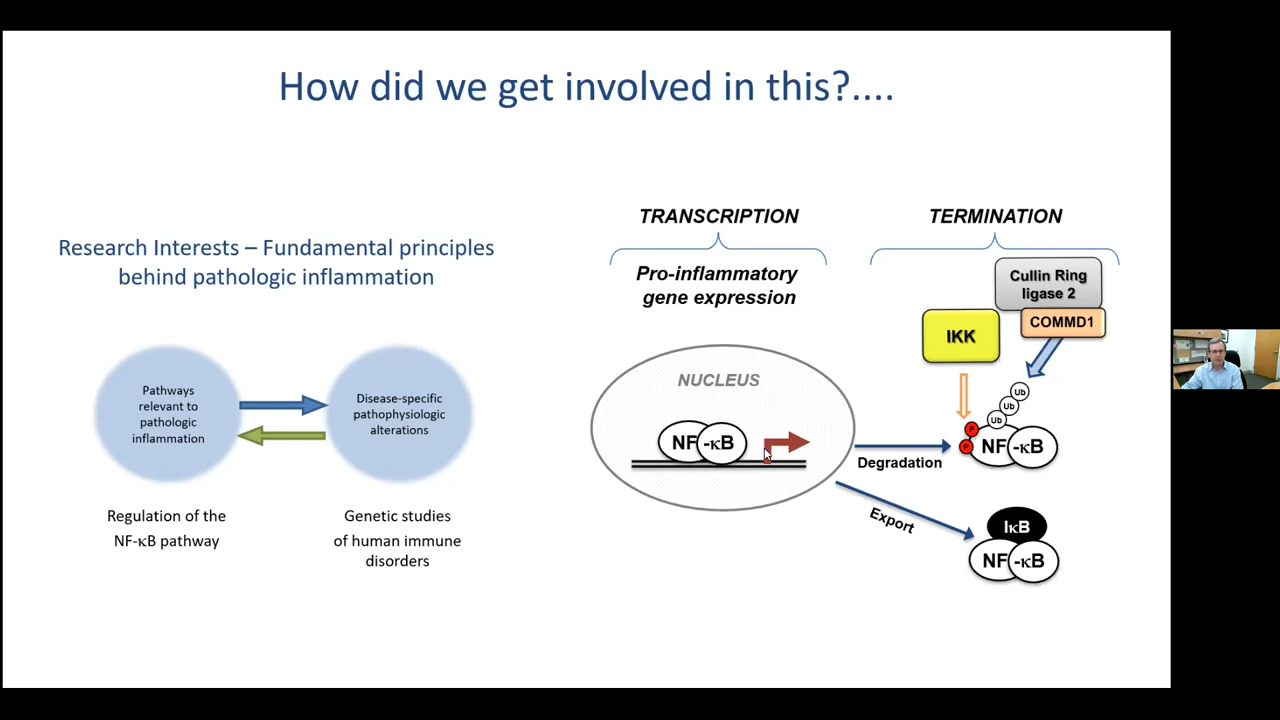 How did we get involved in this?....
Research Interests – Fundamental principles
behind pathologic inflammation
Pathways
relevant to
pathologic
inflammation
Disease-specific
pathophysiologic
alterations
Regulation of the
NF-κB pathway
Genetic studies
of human immune
disorders
TRANSCRIPTION
Pro-inflammatory
gene expression
NUCLEUS
NF-κB
TERMINATION
Cullin Ring
ligase 2
COMMD1
IKK
Ub
Ub
Ub
P
P
NF-κB
Degradation
Export
IκB
NF-κB